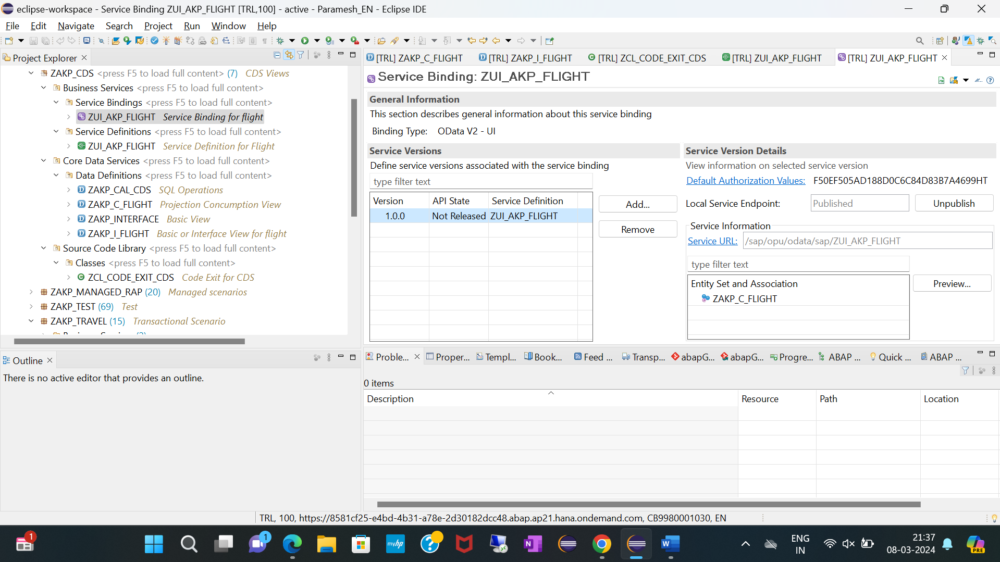 eclipse-workspace - Service Binding ZUI_AKP_FLIGHT [TRL,100] - active - Paramesh_EN - Eclipse IDE
File Edit Navigate Search Project Run Window Help
Project Explorer
ZAKP_CDS <press F5 to load full content> (7) CDS Views
Business Services <press F5 to load full content>
Service Bindings <press F5 to load full content>
ZUI_AKP_FLIGHT Service Binding for flight
Service Definitions <press F5 to load full content>
ZUI_AKP_FLIGHT Service Definition for Flight
Core Data Services <press F5 to load full content>
Data Definitions <press F5 to load full content>
ZAKP_CAL_CDS SQL Operations
ZAKP_C_FLIGHT Projection Concumption View
ZAKP_INTERFACE Basic View
ZAKP_I_FLIGHT Basic or Interface View for flight
Source Code Library <press F5 to load full content>
Classes <press F5 to load full content>
ZCL_CODE_EXIT_CDS Code Exit for CDS
ZAKP_MANAGED_RAP (20) Managed scenarios
ZAKP_TEST (69) Test
ZAKP_TRAVEL (15) Transactional Scenario
Outline
There is no active editor that provides an outline.
[TRL] ZAKP_C_FLIGHT [TRL] ZAKP_I_FLIGHT [TRL] ZCL_CODE_EXIT_CDS [TRL] ZUI_AKP_FLIGHT [TRL] ZUI_AKP_FLIGHT
Service Binding: ZUI_AKP_FLIGHT
General Information
This section describes general information about this service binding
Binding Type: OData V2 - UI
Service Versions
Define service versions associated with the service binding
type filter text
Version API State Service Definition
1.0.0 Not Released ZUI_AKP_FLIGHT
Add...
Remove
Service Version Details
View information on selected service version
Default Authorization Values: F50EF505AD188D0C6C84D83B7A4699HT
Local Service Endpoint: Published Unpublish
Service Information
Service URL: /sap/opu/odata/sap/ZUI_AKP_FLIGHT
type filter text
Entity Set and Association
ZAKP_C_FLIGHT
Preview...
Proble... Proper... Templ... Book... Feed ... Transp... abapG... abapG... Progre... ABAP ... Quick ... ABAP ...
0 items
Description Resource Path Location
TRL, 100, https://8581cf25-e4bd-4b31-a78e-2d30182dcc48.abap.ap21.hana.ondemand.com, CB9980001030, EN
1
1
myhp
N
W
ENG
IN
21:37
08-03-2024
PRE